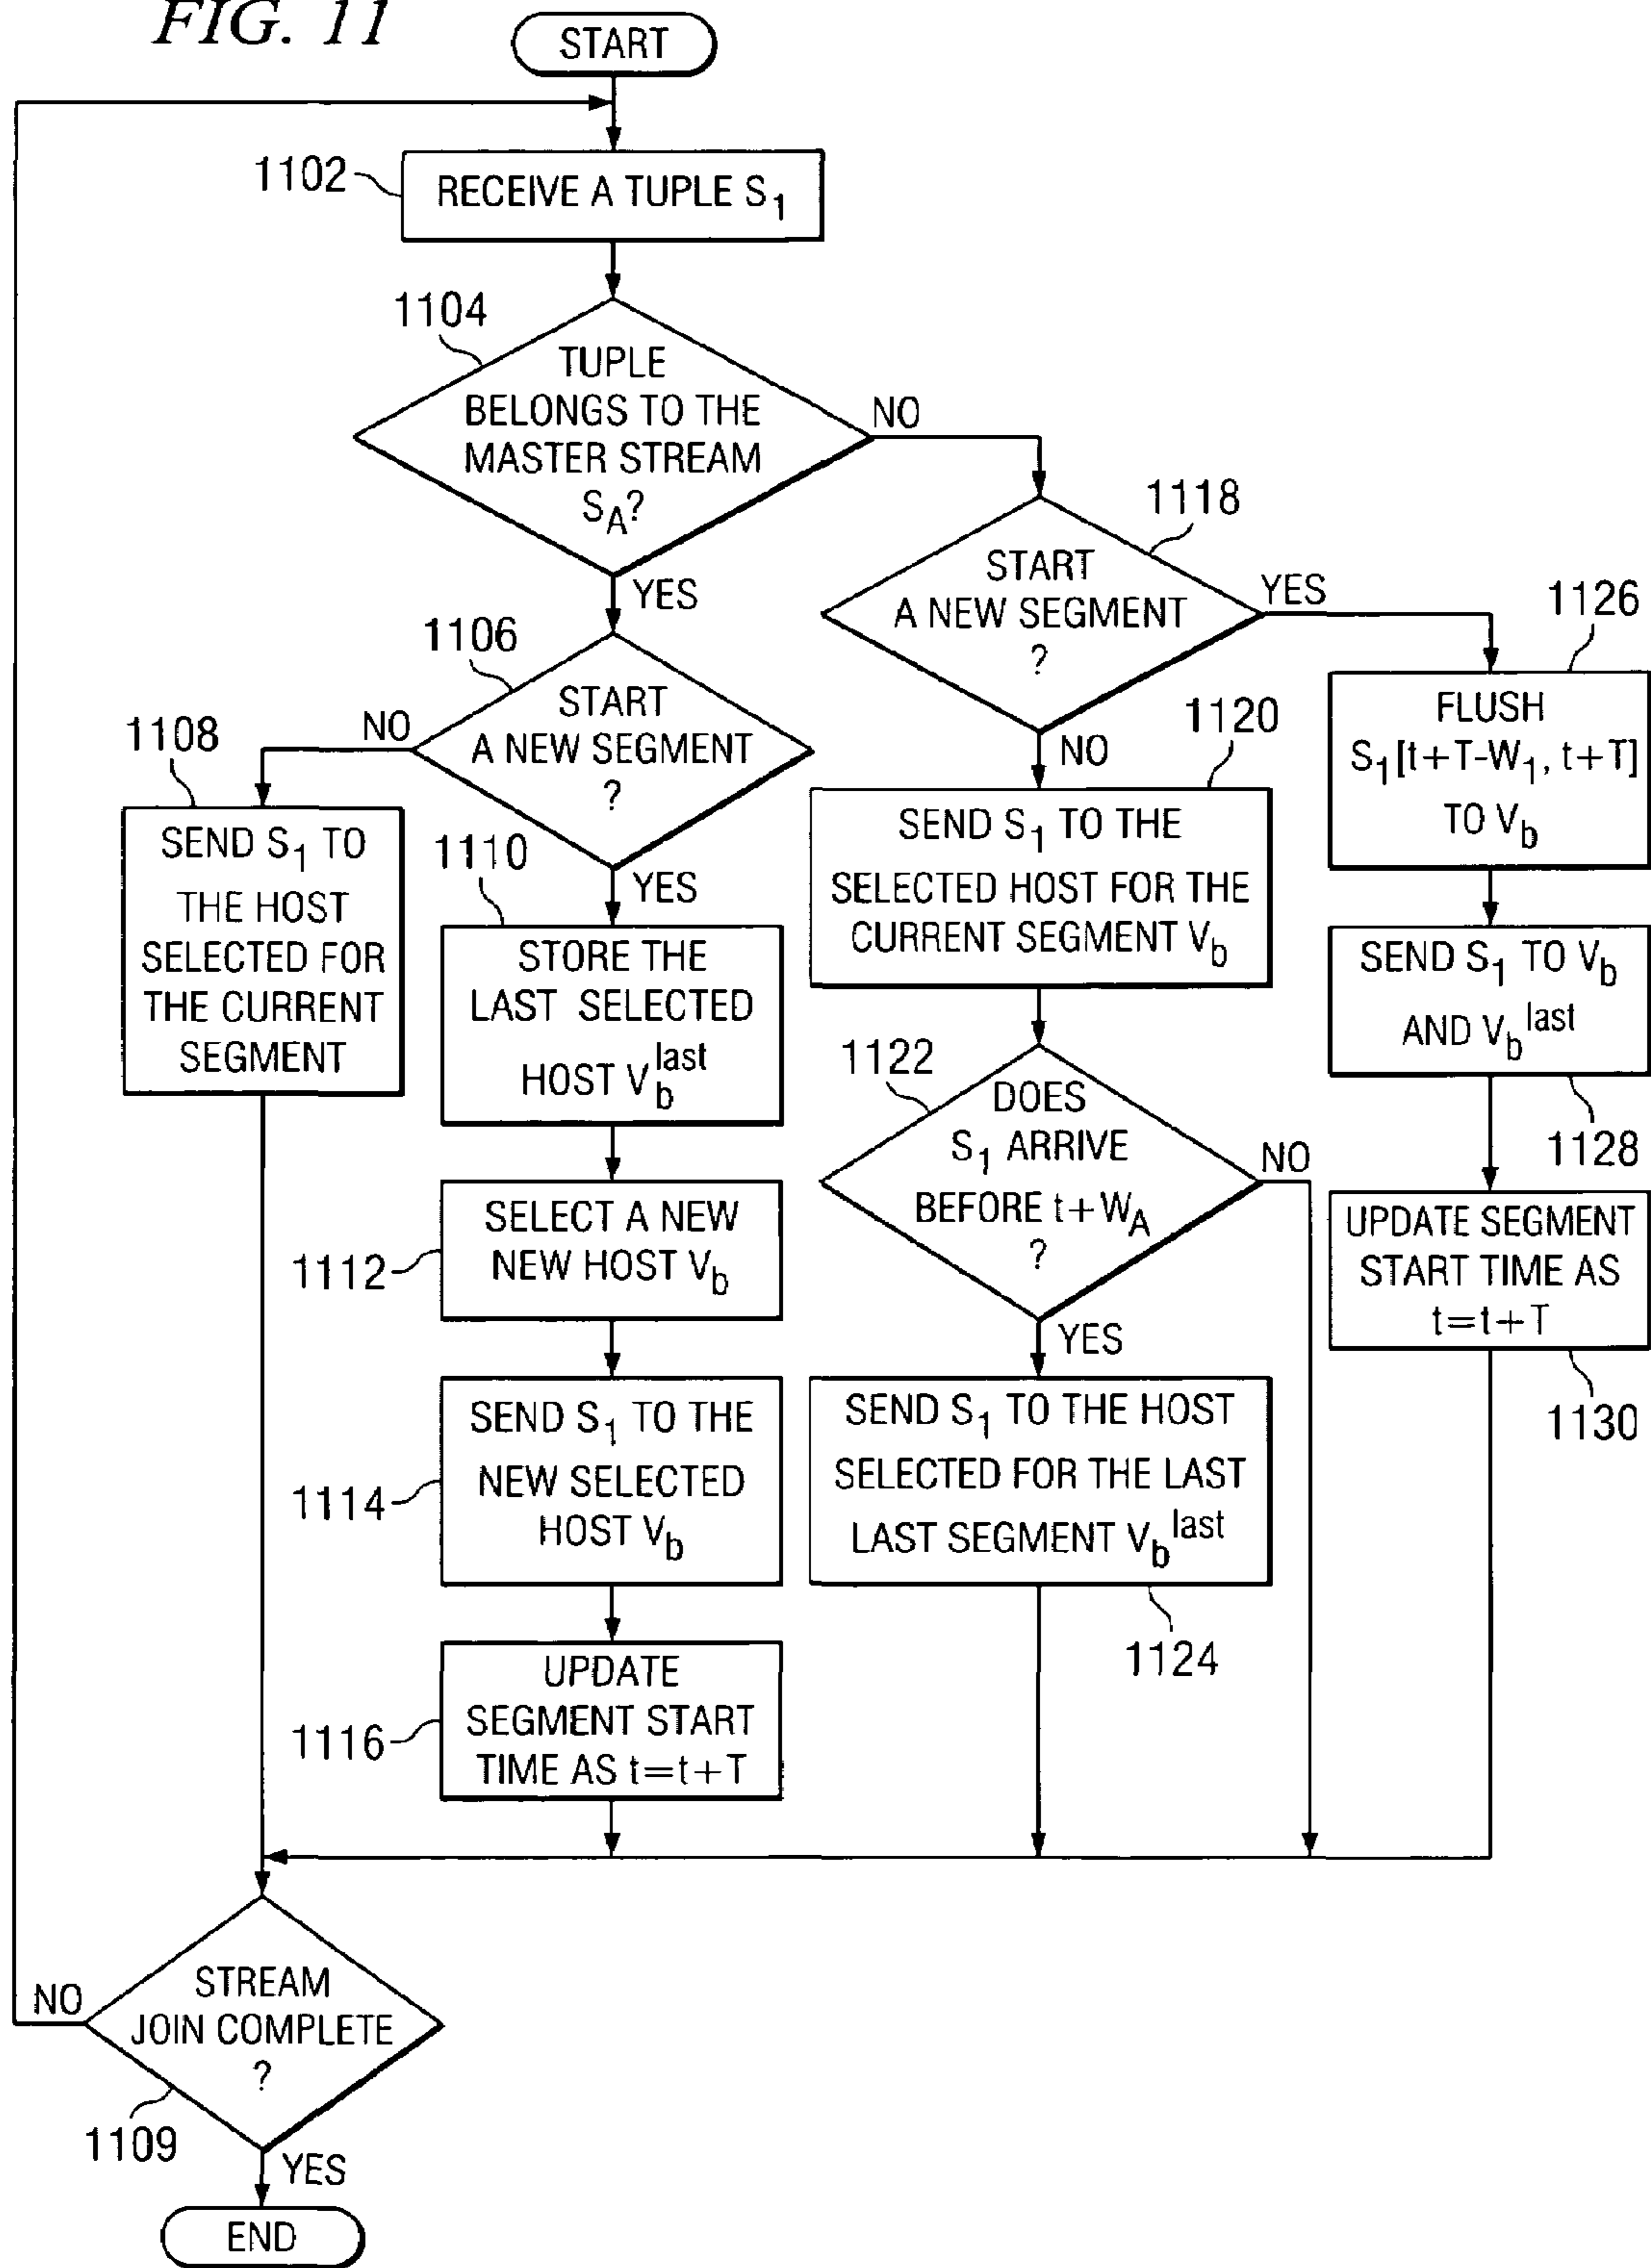 FIG. 11
START
1102
RECEIVE A TUPLE S1
1104
TUPLE
BELONGS TO THE
MASTER STREAM
SA?
NO
YES
1106
START
A NEW SEGMENT
?
NO
YES
1108
SEND S1 TO
THE HOST
SELECTED FOR
THE CURRENT
SEGMENT
1110
STORE THE
LAST SELECTED
HOST Vb last
1112
SELECT A NEW
NEW HOST Vb
1114
SEND S1 TO THE
NEW SELECTED
HOST Vb
1116
UPDATE
SEGMENT START
TIME AS t=t+T
1118
START
A NEW SEGMENT
?
YES
NO
1120
SEND S1 TO THE
SELECTED HOST FOR THE
CURRENT SEGMENT Vb
1122
DOES
S1 ARRIVE
BEFORE t+WA
?
NO
YES
SEND S1 TO THE HOST
SELECTED FOR THE LAST
LAST SEGMENT Vb last
1124
1126
FLUSH
S1[t+T-W1, t+T]
TO Vb
SEND S1 TO Vb
AND Vb last
1128
UPDATE SEGMENT
START TIME AS
t=t+T
1130
STREAM
JOIN COMPLETE
?
NO
1109
YES
END